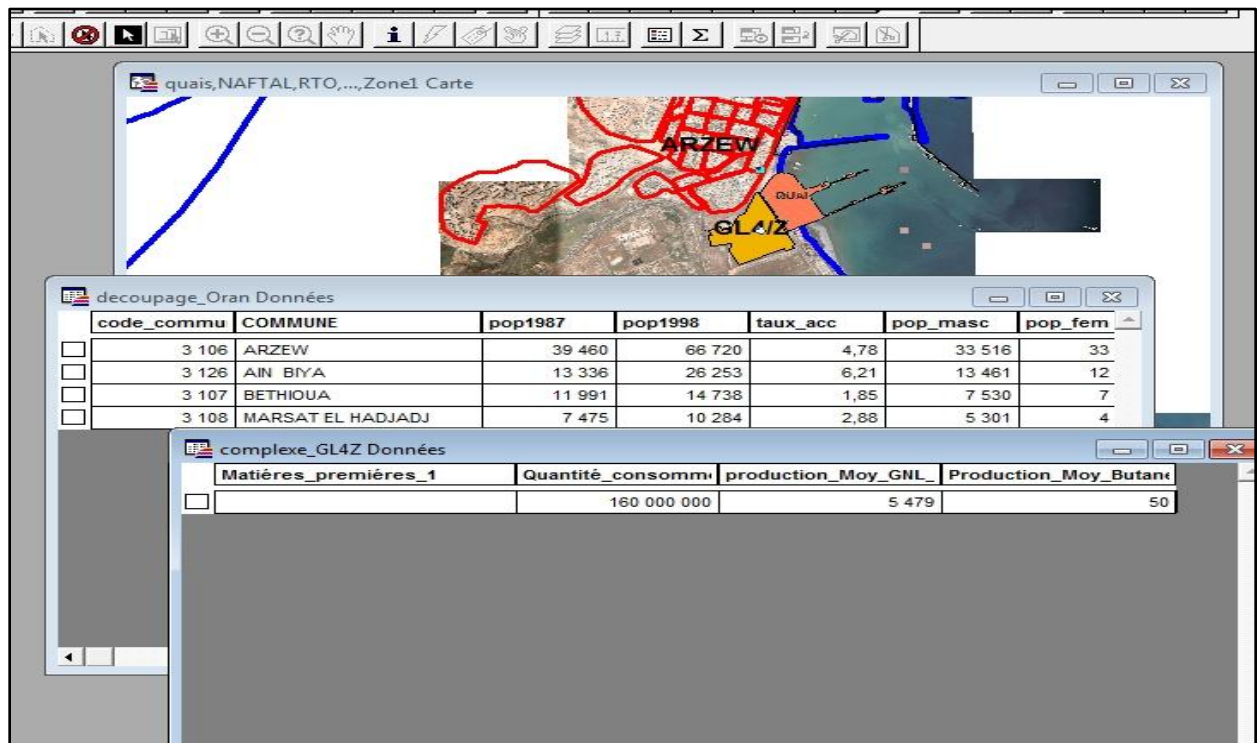 quais,NAFTAL,RTO,...,Zone1 Carte
ARZEW
QUAI
GL4/Z
decoupage_Oran Données
code_commu COMMUNE pop1987 pop1998 taux_acc pop_masc pop_fem
3 106 ARZEW 39 460 66 720 4,78 33 516 33
3 126 AIN BIYA 13 336 26 253 6,21 13 461 12
3 107 BETHIOUA 11 991 14 738 1,85 7 530 7
3 108 MARSAT EL HADJADJ 7 475 10 284 2,88 5 301 4
complexe_GL4Z Données
Matiéres_premiéres_1 Quantité_consomm production_Moy_GNL_ Production_Moy_Butane
160 000 000 5 479 50